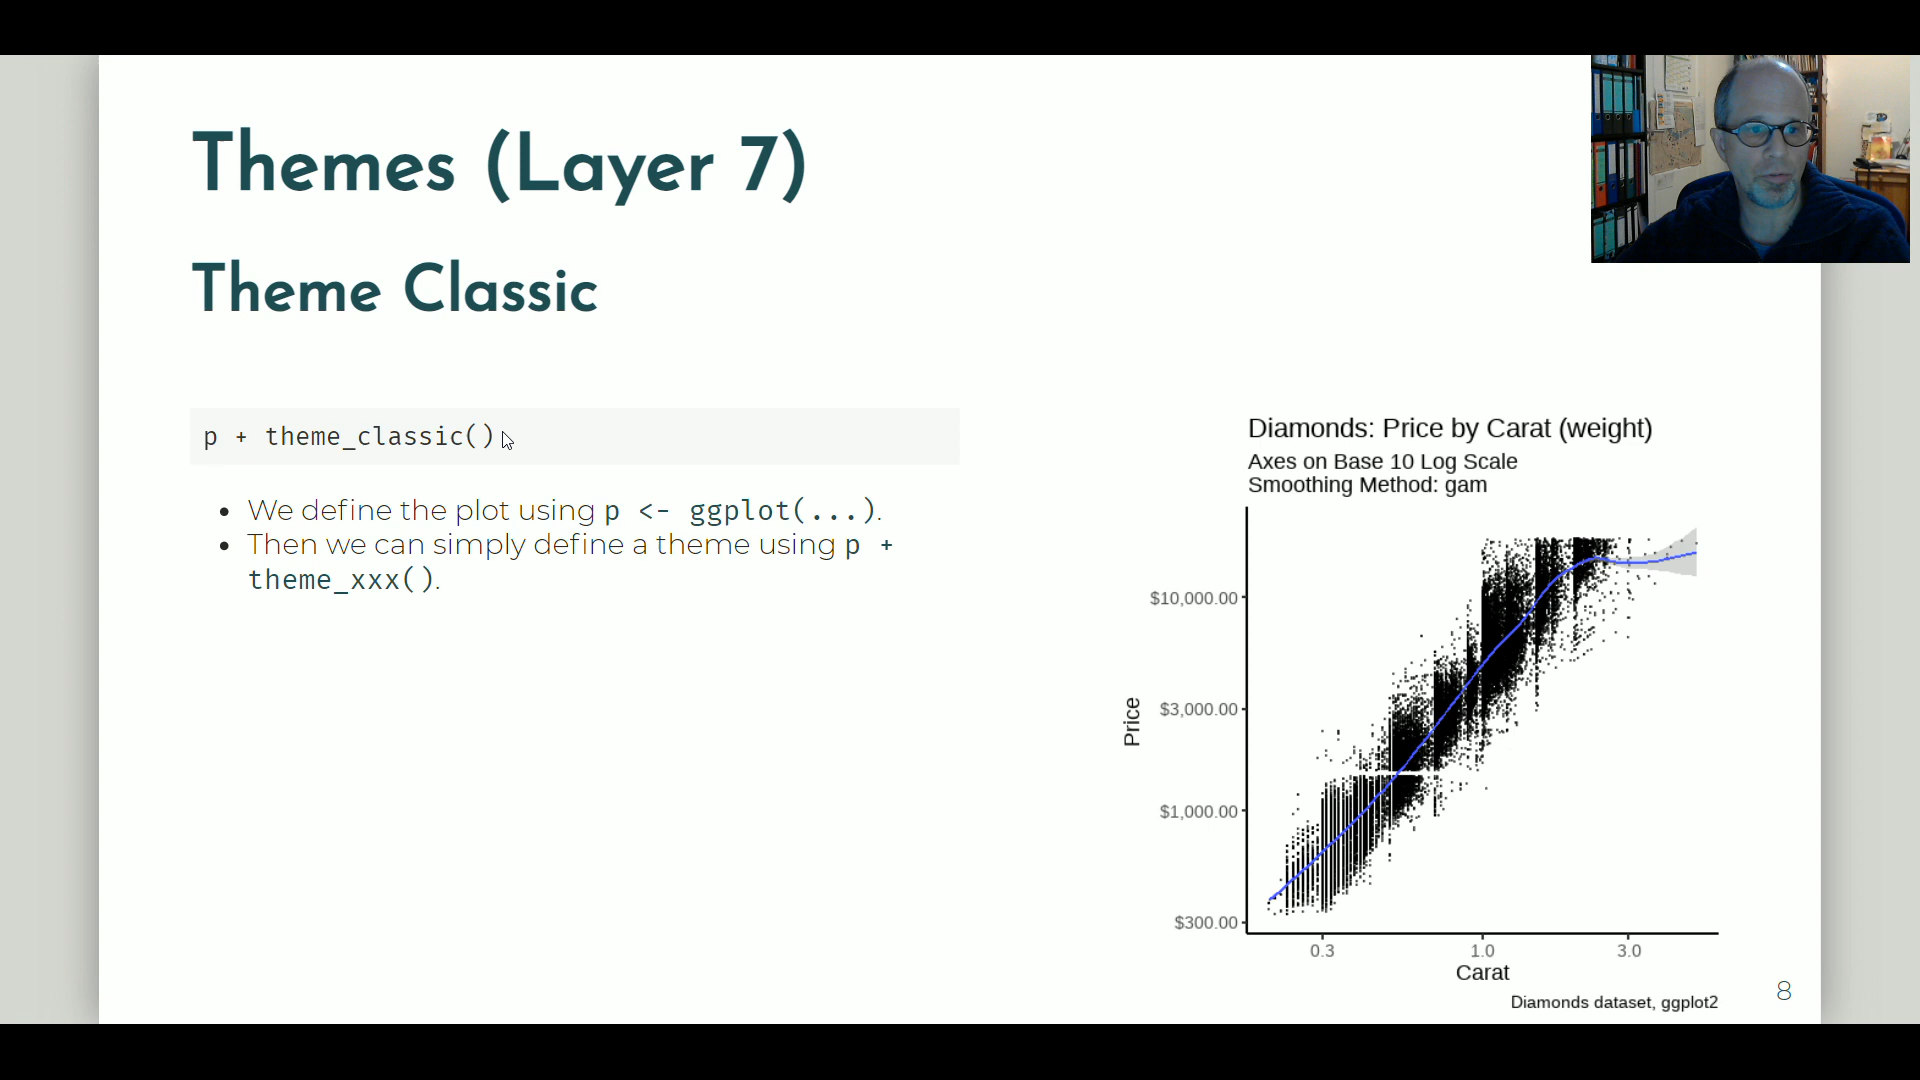 Themes (Layer 7)
Theme Classic
p + theme_classic()
We define the plot using p <- ggplot(...).
Then we can simply define a theme using p +
theme_xxx().
Diamonds: Price by Carat (weight)
Axes on Base 10 Log Scale
Smoothing Method: gam
Price
$10,000.00
$3,000.00
$1,000.00
$300.00
0.3 1.0 3.0
Carat
Diamonds dataset, ggplot2
8